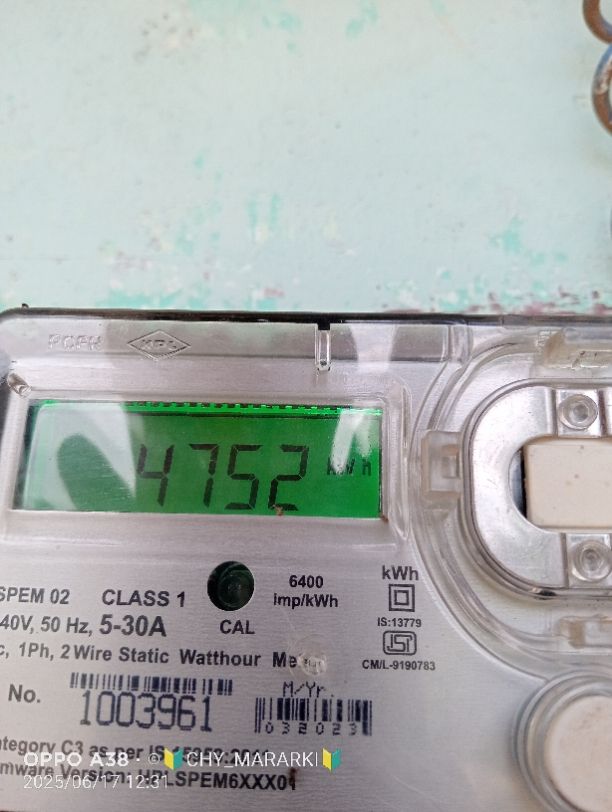 KPL
4752 kWh
SPEM 02 CLASS 1
6400
imp/kWh
kWh
40V, 50 Hz, 5-30A
CAL
IS:13779
1Ph, 2 Wire Static Watthour
CM/L-9190783
No.
1003961
M/Yr
032023
ategory C3 as per IS
OPPO A38 · CHY_MARARKI
2025/06/17 12:31
LSPEM6XXX01